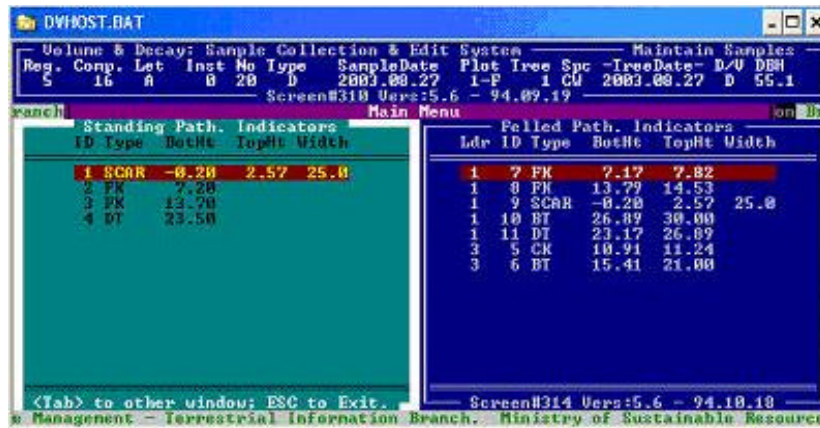 DVHOST.BAT
Volume & Decay: Sample Collection & Edit System Maintain Samples
Reg. Comp. Let Inst No Type SampleDate Plot Tree Spc -TreeDate- D/V DBH
5 16 A 0 20 D 2003.08.27 1-F 1 CW 2003.08.27 D 55.1
Screen#310 Vers:5.6 - 94.09.19
ranch Main Menu on
Standing Path. Indicators
ID Type BotHt TopHt Width
1 SCAR -0.20 2.57 25.0
2 FK 7.20
3 FK 13.70
4 DT 23.50
<Tab> to other window; ESC to Exit.
Felled Path. Indicators
Ldr ID Type BotHt TopHt Width
1 7 FK 7.17 7.82
1 8 FK 13.79 14.53
1 9 SCAR -0.20 2.57 25.0
1 10 BT 26.89 30.00
1 11 DT 23.17 26.89
3 5 CK 10.91 11.24
3 6 BT 15.41 21.00
Screen#314 Vers:5.6 - 94.10.18
Management - Terrestrial Information Branch. Ministry of Sustainable Resource